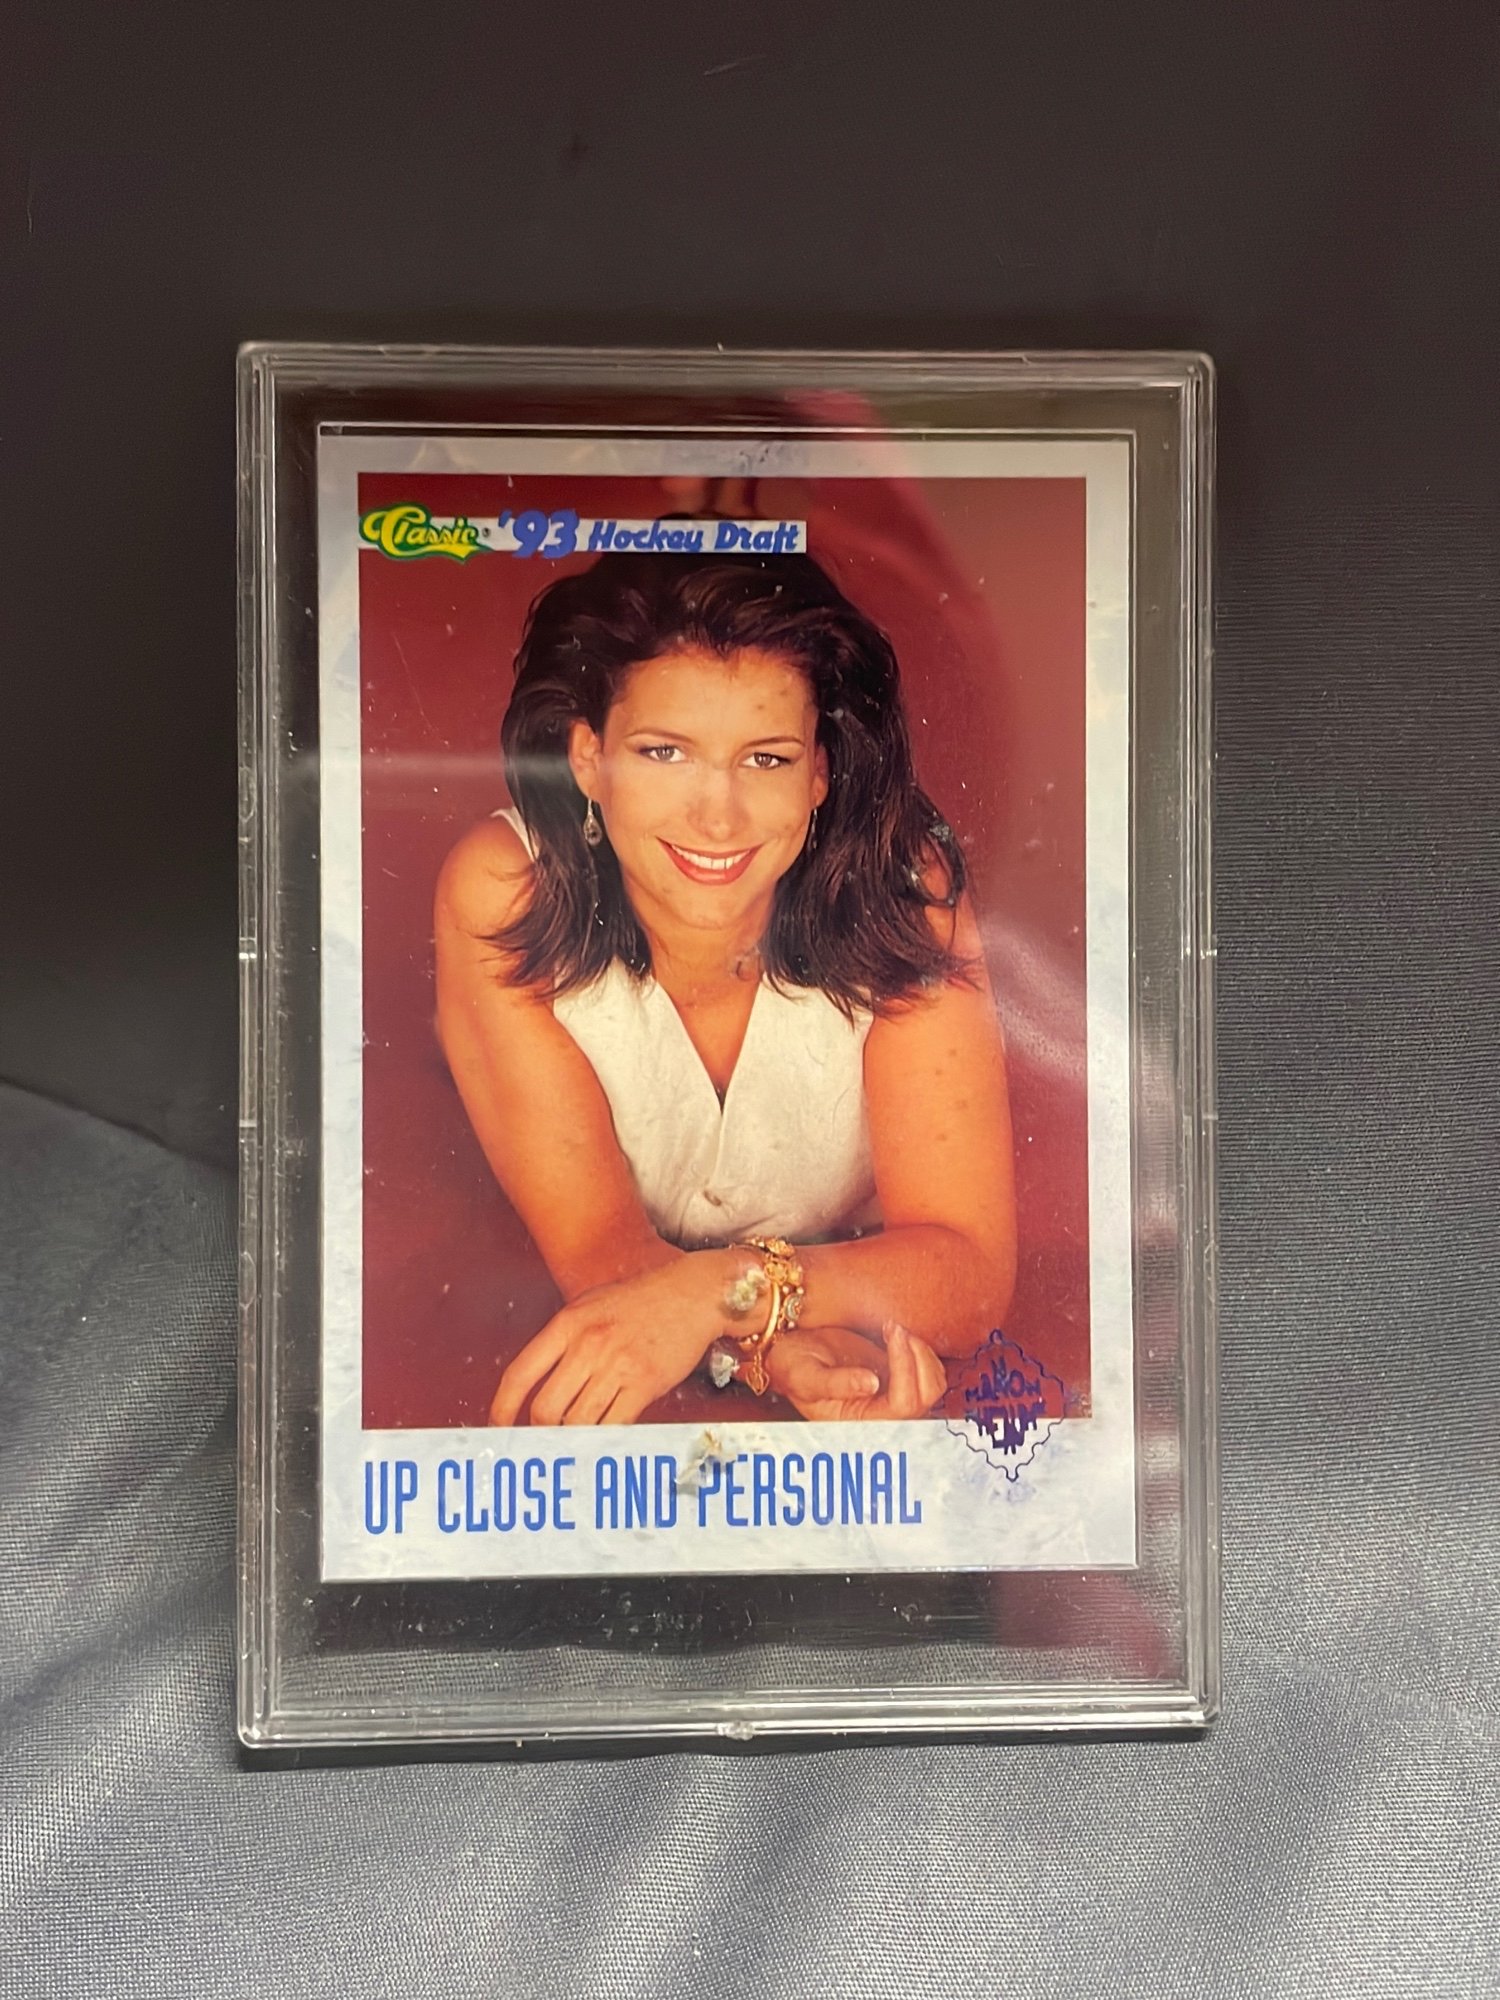 Classic® '93 Hockey Draft
UP CLOSE AND PERSONAL